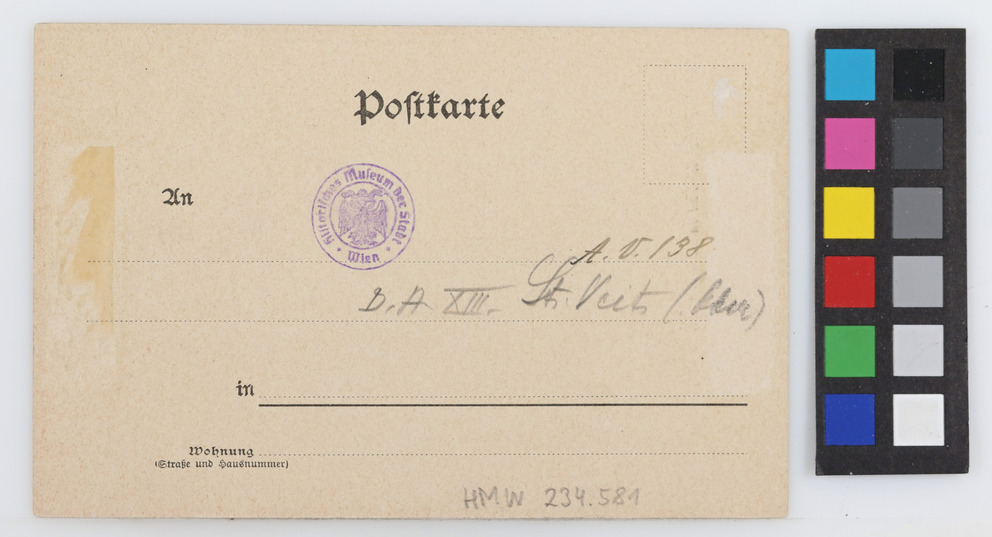 Postkarte
An
Historisches Museum der Stadt
* Wien *
A. V. 138
B. A XIII. St. Veit (Ober)
in
Wohnung
(Straße und Hausnummer)
HMW 234.581